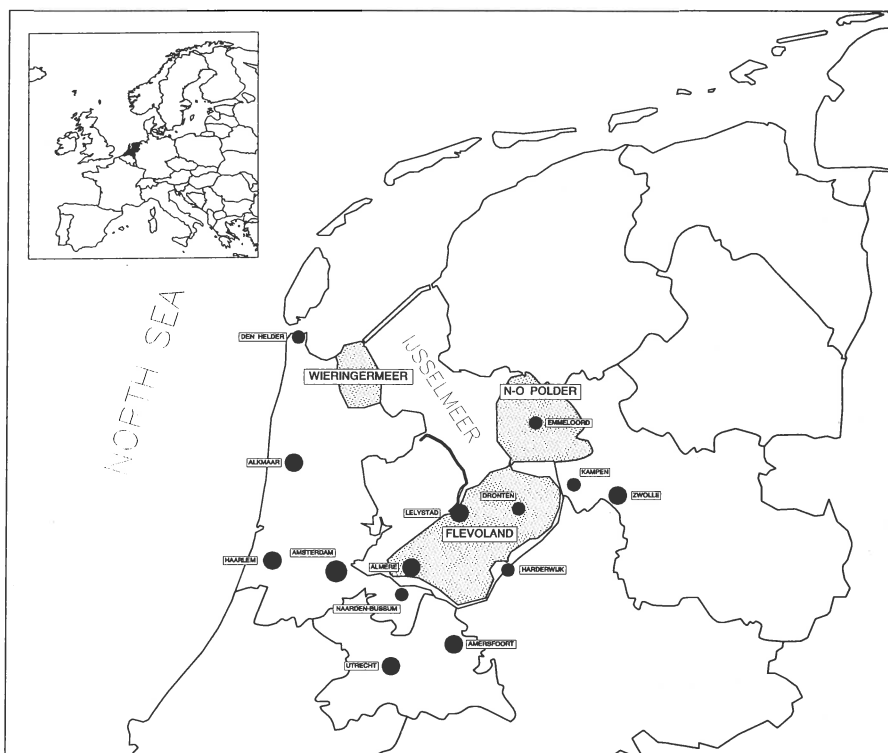 NORTH SEA
DEN HELDER
IJSSELMEER
WIERINGERMEER
N-O POLDER
EMMELOORD
ALKMAAR
KAMPEN
ZWOLLE
DRONTEN
LELYSTAD
FLEVOLAND
HAARLEM
AMSTERDAM
ALMERE
HARDERWIJK
NAARDEN-BUSSUM
AMERSFOORT
UTRECHT